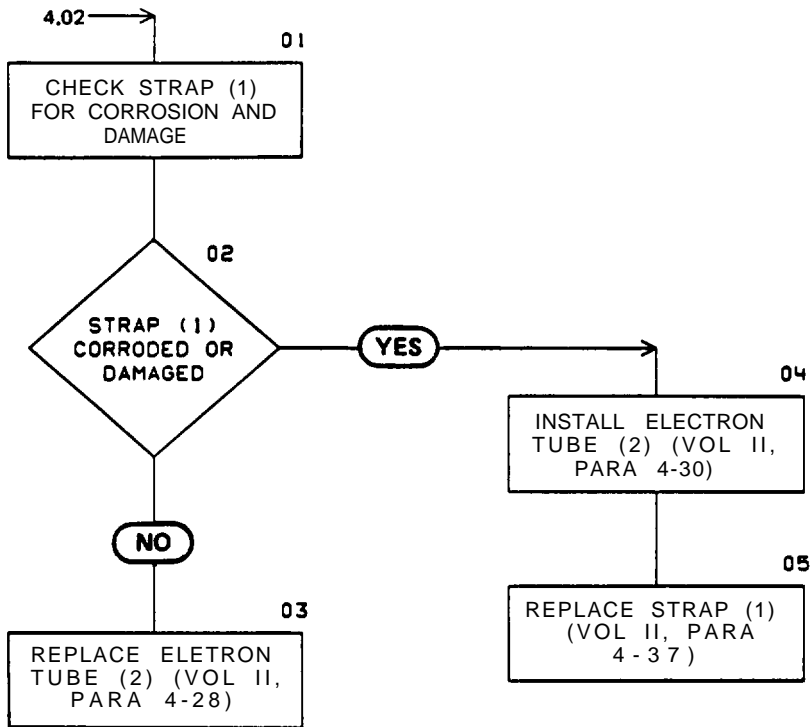 4.02
01
CHECK STRAP (1)
FOR CORROSION AND
DAMAGE
02
STRAP (1)
CORRODED OR
DAMAGED
YES
NO
03
REPLACE ELETRON
TUBE (2) (VOL II,
PARA 4-28)
04
INSTALL ELECTRON
TUBE (2) (VOL II,
PARA 4-30)
05
REPLACE STRAP (1)
(VOL II, PARA
4-37)